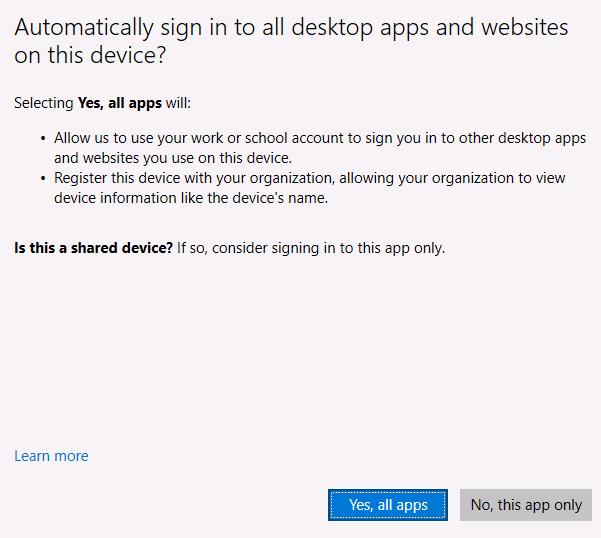 Automatically sign in to all desktop apps and websites
on this device?
Selecting Yes, all apps will:
• Allow us to use your work or school account to sign you in to other desktop apps
and websites you use on this device.
• Register this device with your organization, allowing your organization to view
device information like the device's name.
Is this a shared device? If so, consider signing in to this app only.
Learn more
Yes, all apps
No, this app only